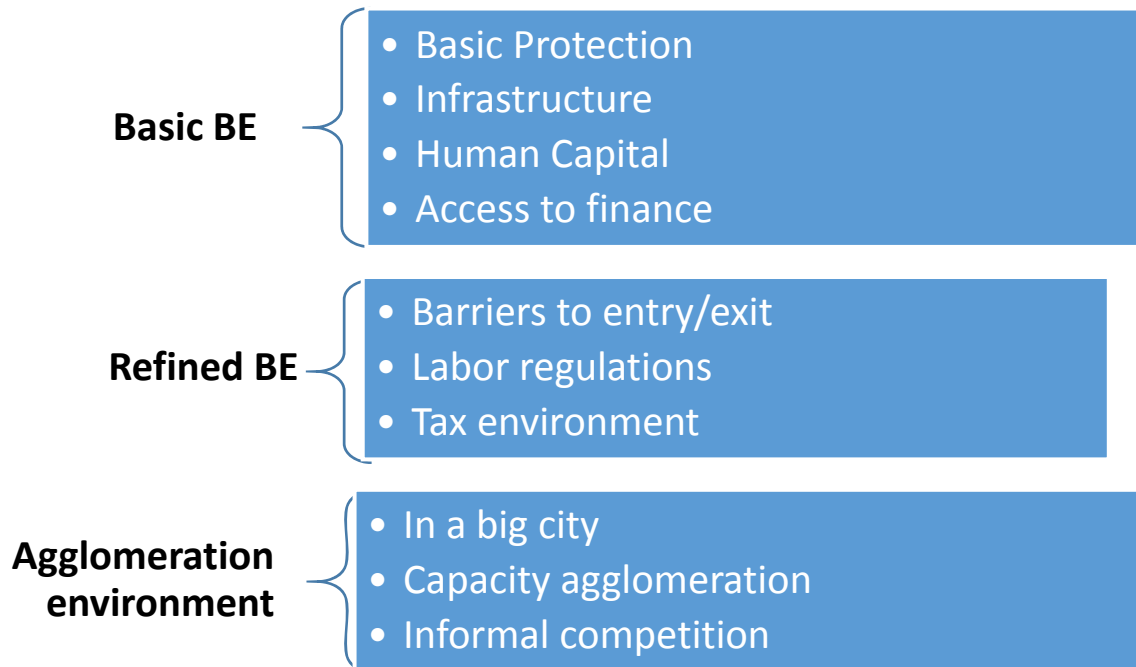 Basic BE
• Basic Protection
• Infrastructure
• Human Capital
• Access to finance
Refined BE
• Barriers to entry/exit
• Labor regulations
• Tax environment
Agglomeration
environment
• In a big city
• Capacity agglomeration
• Informal competition